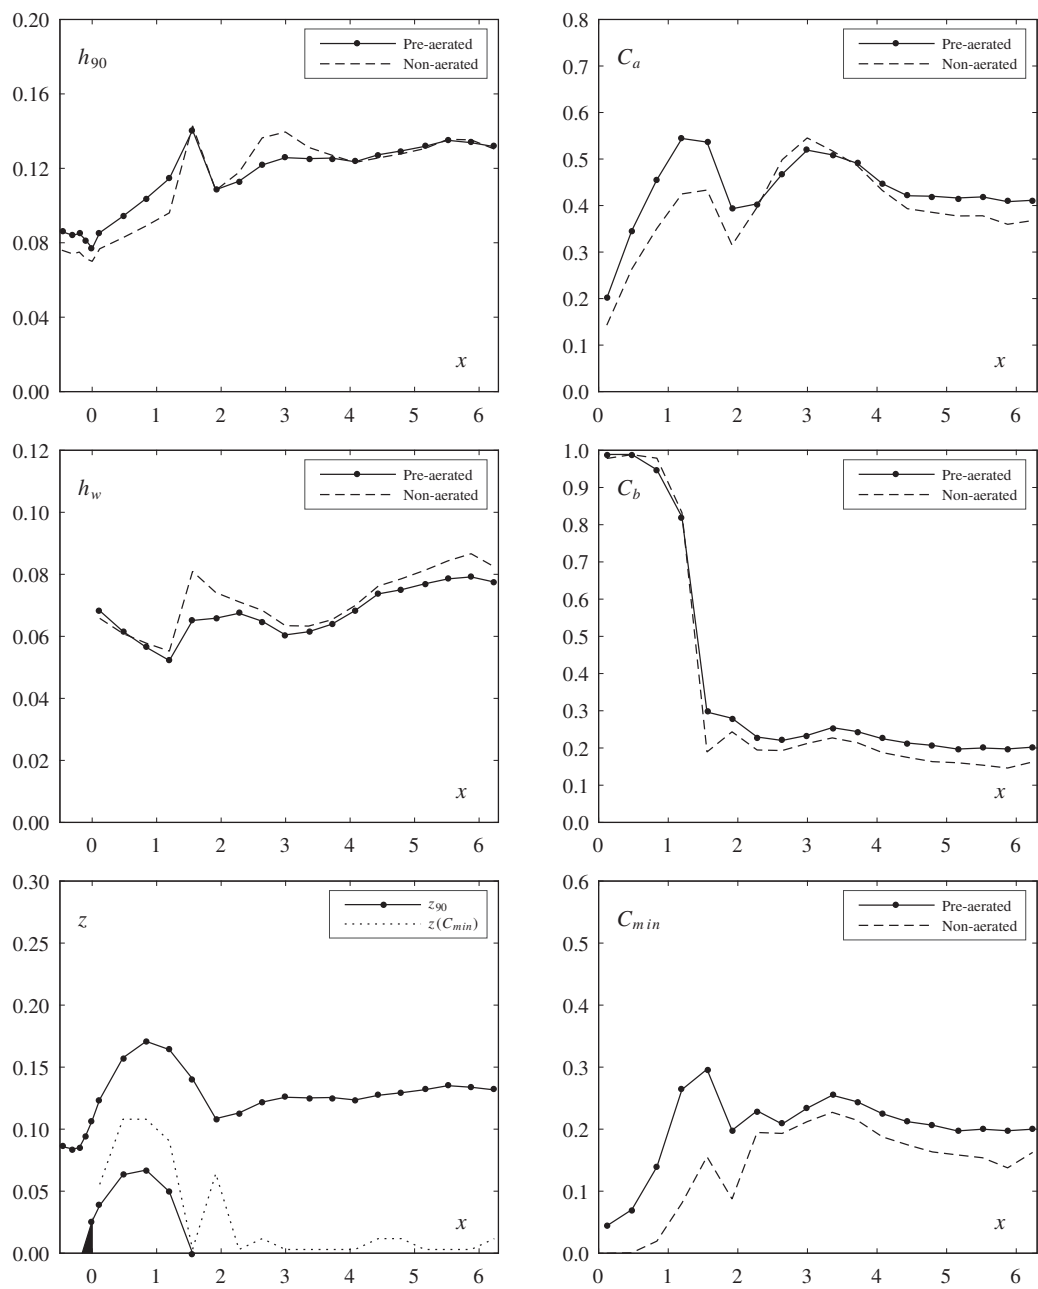 0.20
0.16
0.12
0.08
0.04
0.00
h90
Pre-aerated
Non-aerated
x
0 1 2 3 4 5 6
0.8
0.7
0.6
0.5
0.4
0.3
0.2
0.1
0.0
Ca
Pre-aerated
Non-aerated
x
0 1 2 3 4 5 6
0.12
0.10
0.08
0.06
0.04
0.02
0.00
hw
Pre-aerated
Non-aerated
x
0 1 2 3 4 5 6
1.0
0.9
0.8
0.7
0.6
0.5
0.4
0.3
0.2
0.1
0.0
Cb
Pre-aerated
Non-aerated
x
0 1 2 3 4 5 6
0.30
0.25
0.20
0.15
0.10
0.05
0.00
z
z90
z(Cmin)
x
0 1 2 3 4 5 6
0.6
0.5
0.4
0.3
0.2
0.1
0.0
Cmin
Pre-aerated
Non-aerated
x
0 1 2 3 4 5 6